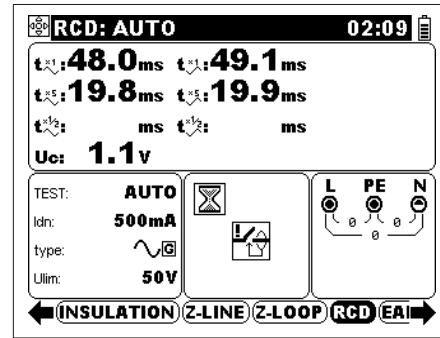 RCD: AUTO 02:09
t×1:48.0ms t×1:49.1ms
t×5:19.8ms t×5:19.9ms
t×½: ms t×½: ms
Uc: 1.1V
TEST: AUTO
Idn: 500mA
type: G
Ulim: 50V
!
L PE N
0 0
0
INSULATION Z-LINE Z-LOOP RCD EAI